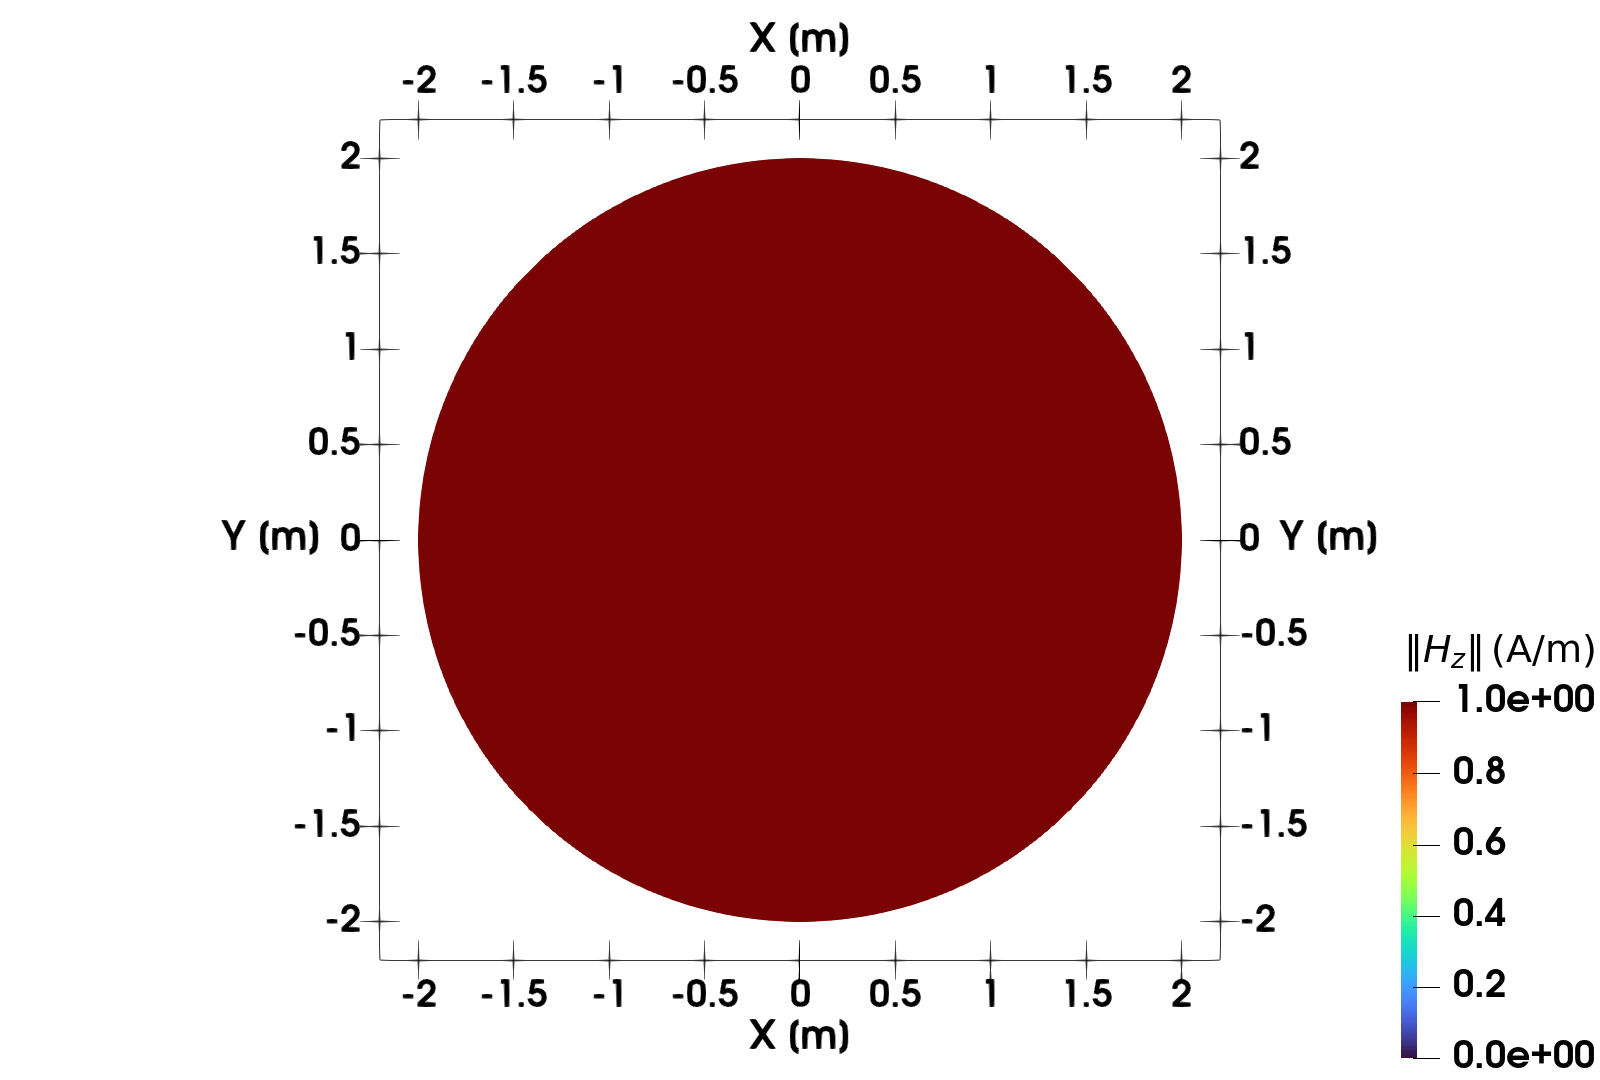 X (m)
-2 -1.5 -1 -0.5 0 0.5 1 1.5 2
2 2
1.5 1.5
1 1
0.5 0.5
Y (m) 0 0 Y (m)
-0.5 -0.5
-1 -1
-1.5 -1.5
-2 -2
-2 -1.5 -1 -0.5 0 0.5 1 1.5 2
X (m)
‖H_z‖ (A/m)
1.0e+00
0.8
0.6
0.4
0.2
0.0e+00